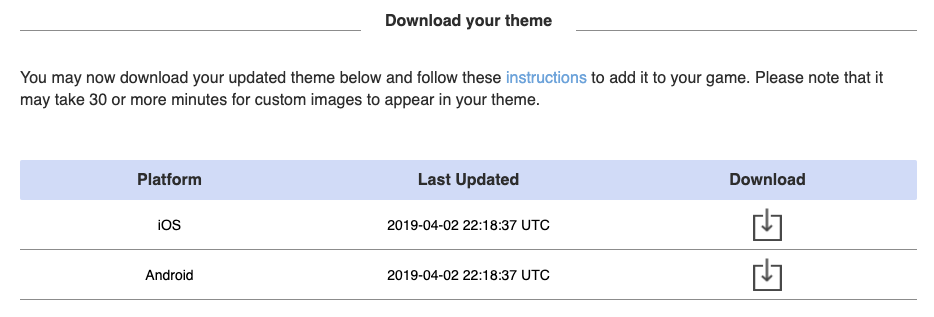 Download your theme
You may now download your updated theme below and follow these instructions to add it to your game. Please note that it
may take 30 or more minutes for custom images to appear in your theme.
Platform Last Updated Download
iOS 2019-04-02 22:18:37 UTC
Android 2019-04-02 22:18:37 UTC